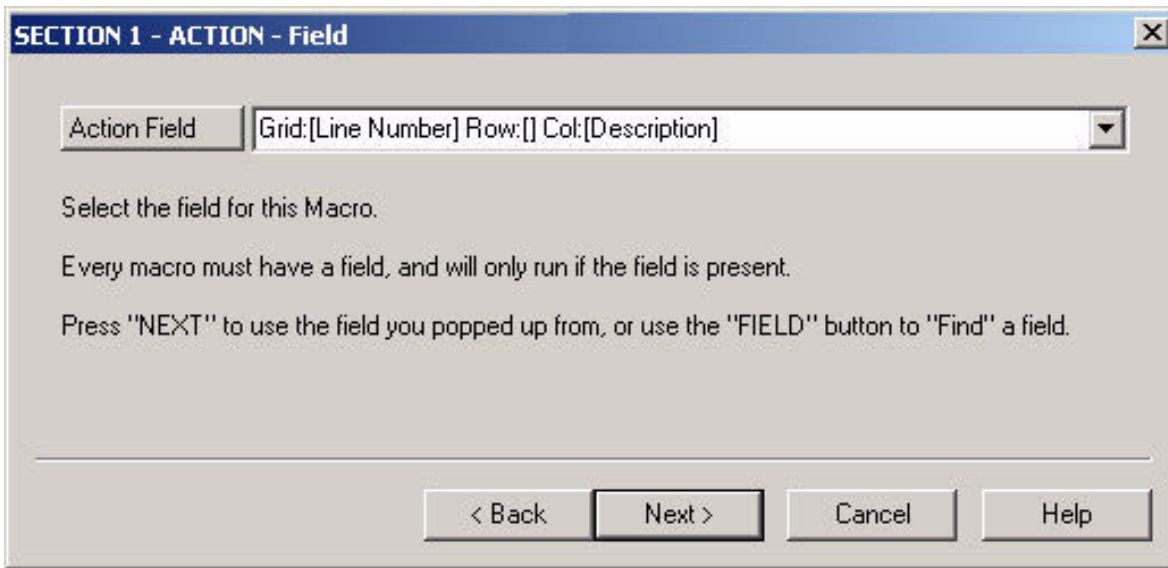 SECTION 1 - ACTION - Field
Action Field
Grid:[Line Number] Row:[] Col:[Description]
Select the field for this Macro.
Every macro must have a field, and will only run if the field is present.
Press "NEXT" to use the field you popped up from, or use the "FIELD" button to "Find" a field.
< Back
Next >
Cancel
Help